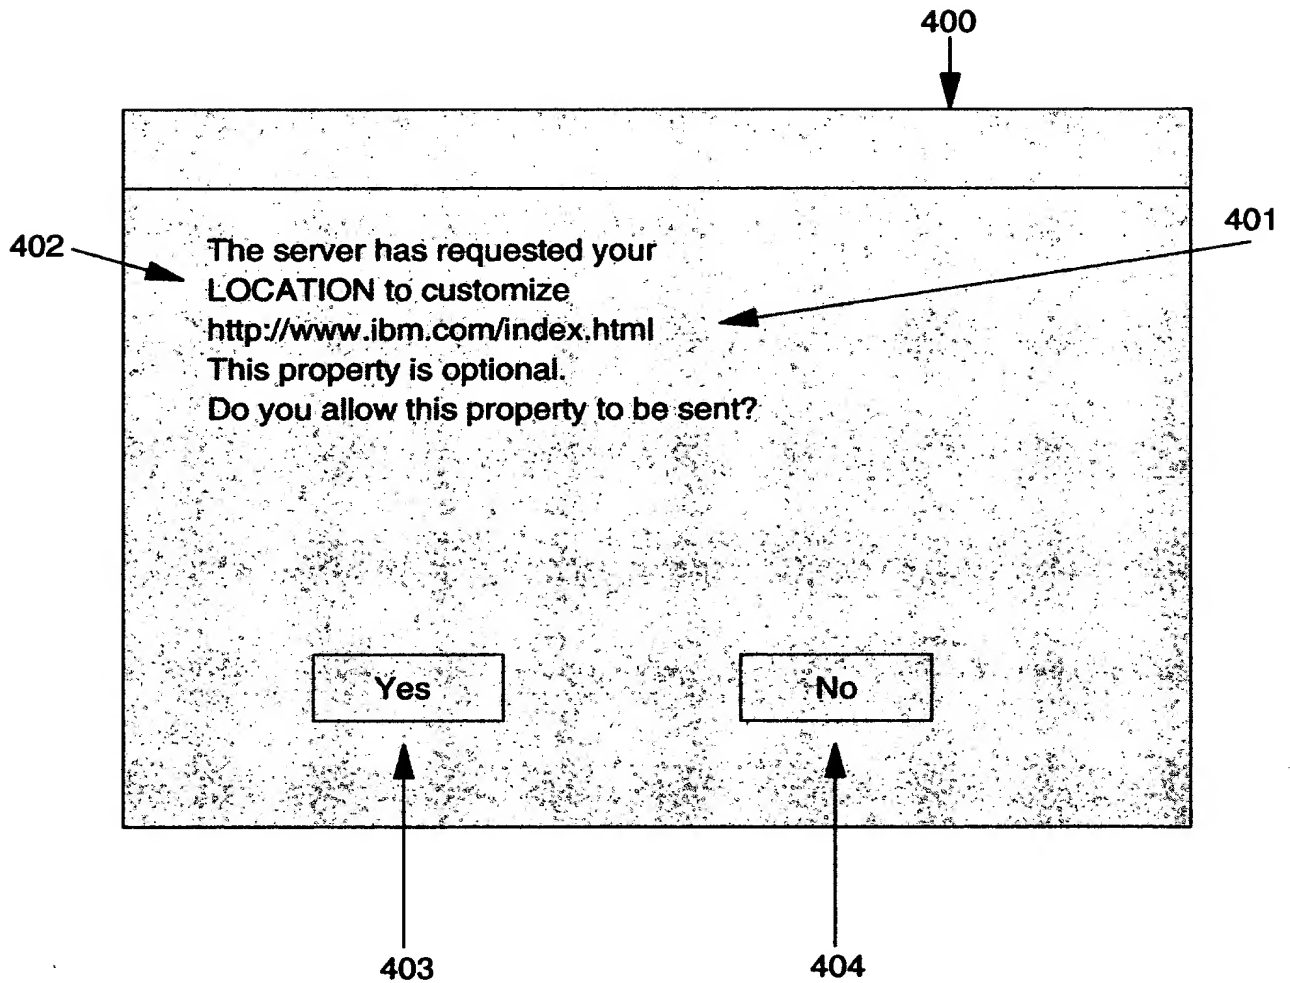 400
401
402
The server has requested your
LOCATION to customize
http://www.ibm.com/index.html
This property is optional.
Do you allow this property to be sent?
Yes
No
403
404